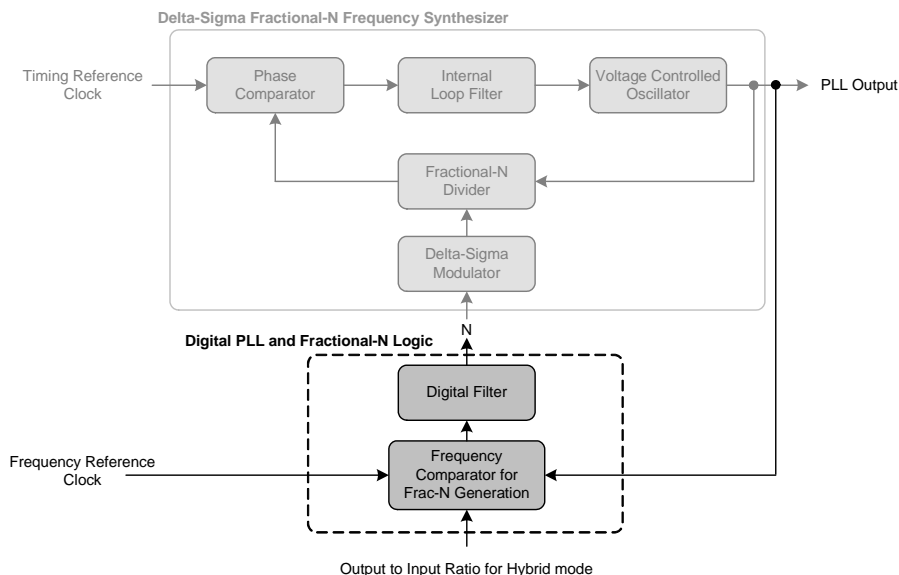 Delta-Sigma Fractional-N Frequency Synthesizer
Timing Reference
Clock
Phase
Comparator
Internal
Loop Filter
Voltage Controlled
Oscillator
PLL Output
Fractional-N
Divider
Delta-Sigma
Modulator
N
Digital PLL and Fractional-N Logic
Digital Filter
Frequency Reference
Clock
Frequency
Comparator for
Frac-N Generation
Output to Input Ratio for Hybrid mode